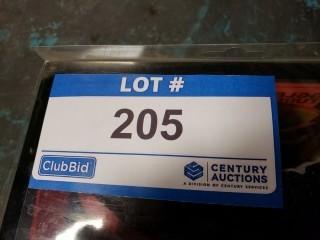 LOT #
205
ClubBid
CENTURY
AUCTIONS
A DIVISION OF CENTURY SERVICES